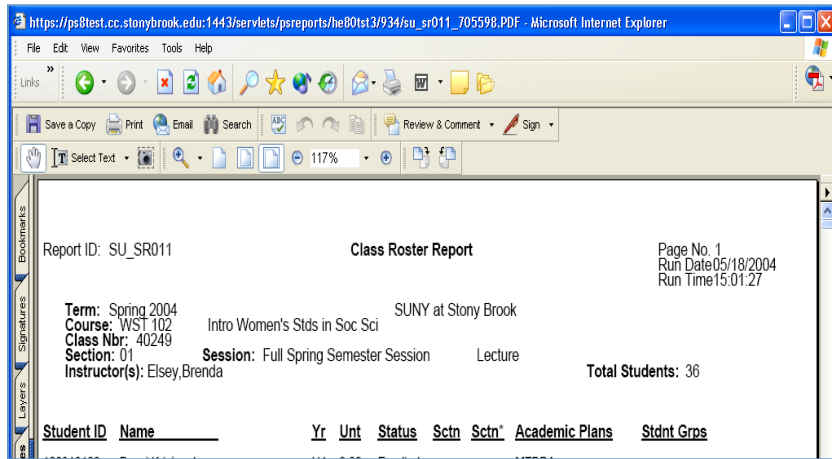 https://ps8test.cc.stonybrook.edu:1443/servlets/psreports/he80tst3/934/su_sr011_705598.PDF - Microsoft Internet Explorer
File Edit View Favorites Tools Help
Links »
Save a Copy Print Email Search Review & Comment Sign
Select Text 117%
Bookmarks
Signatures
Layers
Report ID: SU_SR011 Class Roster Report Page No. 1
Run Date05/18/2004
Run Time15:01:27
Term: Spring 2004 SUNY at Stony Brook
Course: WST 102 Intro Women's Stds in Soc Sci
Class Nbr: 40249
Section: 01 Session: Full Spring Semester Session Lecture
Instructor(s): Elsey,Brenda Total Students: 36
Student ID Name Yr Unt Status Sctn Sctn* Academic Plans Stdnt Grps